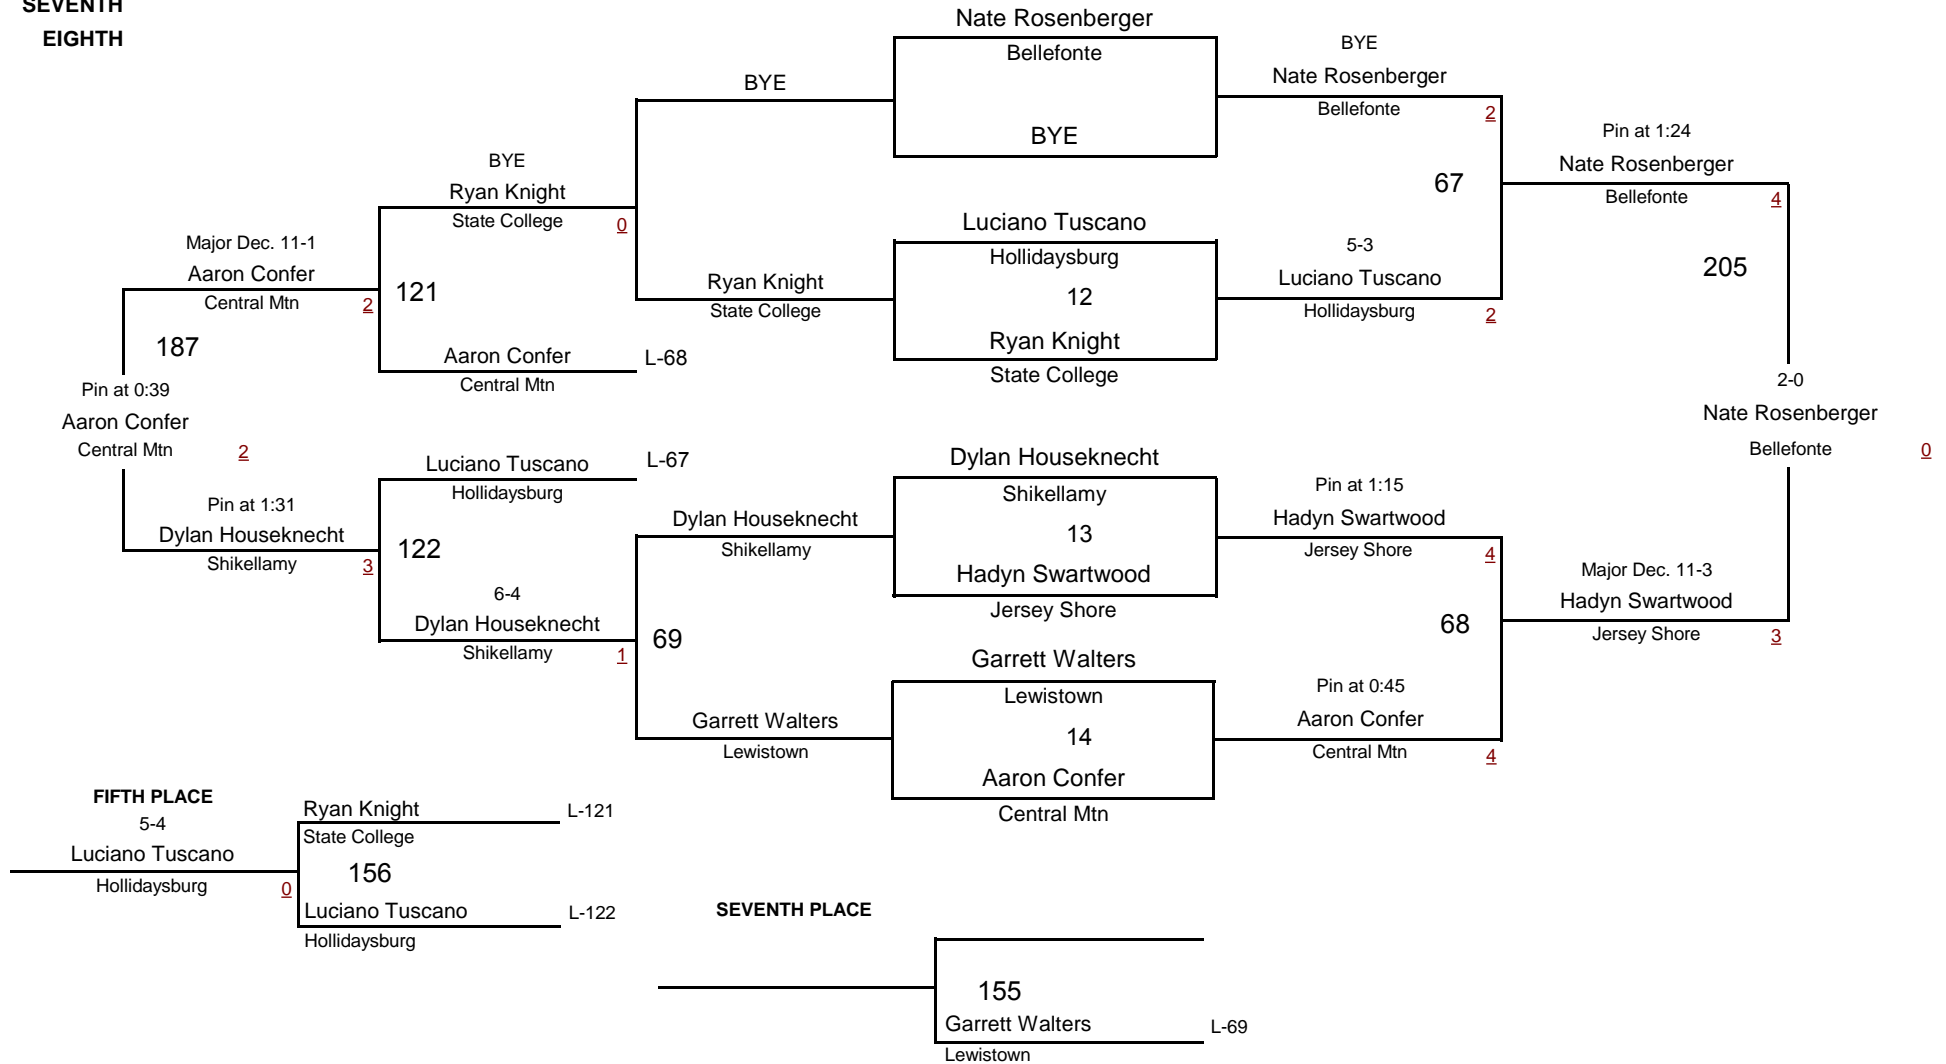 SEVENTH
EIGHTH
Nate Rosenberger
Bellefonte
BYE
BYE
Nate Rosenberger
Bellefonte
2
BYE
Pin at 1:24
Nate Rosenberger
Bellefonte
4
BYE
Ryan Knight
State College
0
67
Luciano Tuscano
Hollidaysburg
12
Ryan Knight
State College
5-3
Luciano Tuscano
Hollidaysburg
2
205
Major Dec. 11-1
Aaron Confer
Central Mtn
2
121
Ryan Knight
State College
187
Aaron Confer
Central Mtn
L-68
Pin at 0:39
Aaron Confer
Central Mtn
2
2-0
Nate Rosenberger
Bellefonte
0
Luciano Tuscano
Hollidaysburg
L-67
Dylan Houseknecht
Shikellamy
13
Hadyn Swartwood
Jersey Shore
Pin at 1:15
Hadyn Swartwood
Jersey Shore
4
Pin at 1:31
Dylan Houseknecht
Shikellamy
3
122
Dylan Houseknecht
Shikellamy
6-4
Dylan Houseknecht
Shikellamy
1
69
68
Major Dec. 11-3
Hadyn Swartwood
Jersey Shore
3
Garrett Walters
Lewistown
14
Aaron Confer
Central Mtn
Pin at 0:45
Aaron Confer
Central Mtn
4
Garrett Walters
Lewistown
FIFTH PLACE
5-4
Luciano Tuscano
Hollidaysburg
0
Ryan Knight
State College
L-121
156
Luciano Tuscano
Hollidaysburg
L-122
SEVENTH PLACE
155
Garrett Walters
Lewistown
L-69